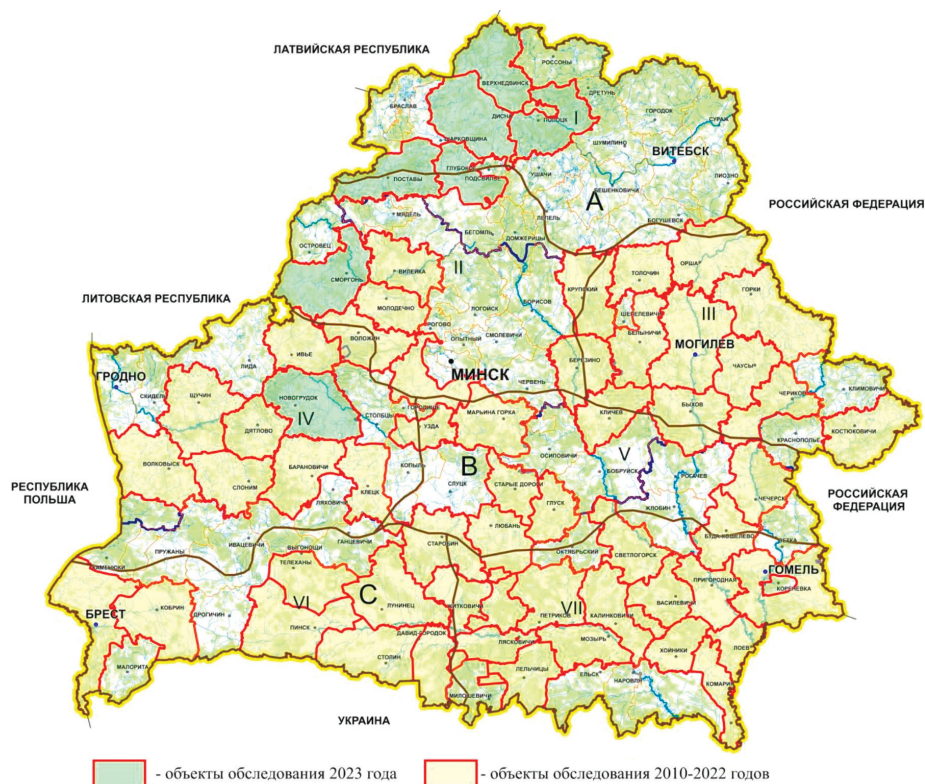 ЛАТВИЙСКАЯ РЕСПУБЛИКА
РОССОНЫ
ВЕРХНЕДВИНСК
ДРЕТУНЬ
БРАСЛАВ
ГОРОДОК
ДИСНА
ПОЛОЦК
I
СУРАЖ
ШАРКОВЩИНА
ШУМИЛИНО
ВИТЕБСК
ГЛУБОКОЕ
ПОСТАВЫ
ПОДСВИЛЬЕ
УШАЧИ
ЛИОЗНО
БЕШЕНКОВИЧИ
А
МЯДЕЛЬ
ЛЕПЕЛЬ
БОГУШЕВСК
РОССИЙСКАЯ ФЕДЕРАЦИЯ
БЕГОМЛЬ
ДОМЖЕРИЦЫ
ОСТРОВЕЦ
II
ОРША
СМОРГОНЬ
ВИЛЕЙКА
ТОЛОЧИН
КРУПСКИЙ
ГОРКИ
ЛИТОВСКАЯ РЕСПУБЛИКА
БОРИСОВ
МОЛОДЕЧНО
ЛОГОЙСК
ШЕПЕЛЕВИЧИ
III
РОГОВО
СМОЛЕВИЧИ
БЕЛЫНИЧИ
ВОЛОЖИН
ОПЫТНЫЙ
МОГИЛЕВ
ИВЬЕ
БЕРЕЗИНО
ЛИДА
МИНСК
ЧАУСЫ
ГРОДНО
ЧЕРВЕНЬ
КЛИМОВИЧИ
СКИДЕЛЬ
ЩУЧИН
НОВОГРУДОК
ЧЕРИКОВ
IV
СТОЛБЦЫ
ГОРОДИЩЕ
МАРЬИНА ГОРКА
КЛИЧЕВ
БЫХОВ
КОСТЮКОВИЧИ
ДЯТЛОВО
УЗДА
КРАСНОПОЛЬЕ
ОСИПОВИЧИ
V
ВОЛКОВЫСК
БАРАНОВИЧИ
КОПЫЛЬ
В
БОБРУЙСК
РОГАЧЕВ
СЛОНИМ
КЛЕЦК
СЛУЦК
СТАРЫЕ ДОРОГИ
РЕСПУБЛИКА
ПОЛЬША
ЛЯХОВИЧИ
ГЛУСК
ЧЕЧЕРСК
РОССИЙСКАЯ
ФЕДЕРАЦИЯ
ЖЛОБИН
ЛЮБАНЬ
БУДА-КОШЕЛЕВО
ИВАЦЕВИЧИ
ГАНЦЕВИЧИ
СТАРОБИН
ВЕТКА
ПРУЖАНЫ
ВЫГОНОЩИ
ОКТЯБРЬСКИЙ
СВЕТЛОГОРСК
ТЕЛЕХАНЫ
ГОМЕЛЬ
ПРИГОРОДНАЯ
КОРЕНЕВКА
VI
С
ВАСИЛЕВИЧИ
КОБРИН
ЛУНИНЕЦ
ЖИТКОВИЧИ
VII
БРЕСТ
ДРОГИЧИН
ПЕТРИКОВ
КАЛИНКОВИЧИ
ПИНСК
ДАВИД-ГОРОДОК
ЛЯСКОВИЧИ
МОЗЫРЬ
ХОЙНИКИ
ЛОЕВ
СТОЛИН
МАЛОРИТА
ЛЕЛЬЧИЦЫ
ЕЛЬСК
НАРОВЛЯ
КОМАРИН
МИЛОШЕВИЧИ
УКРАИНА
- объекты обследования 2023 года
- объекты обследования 2010-2022 годов